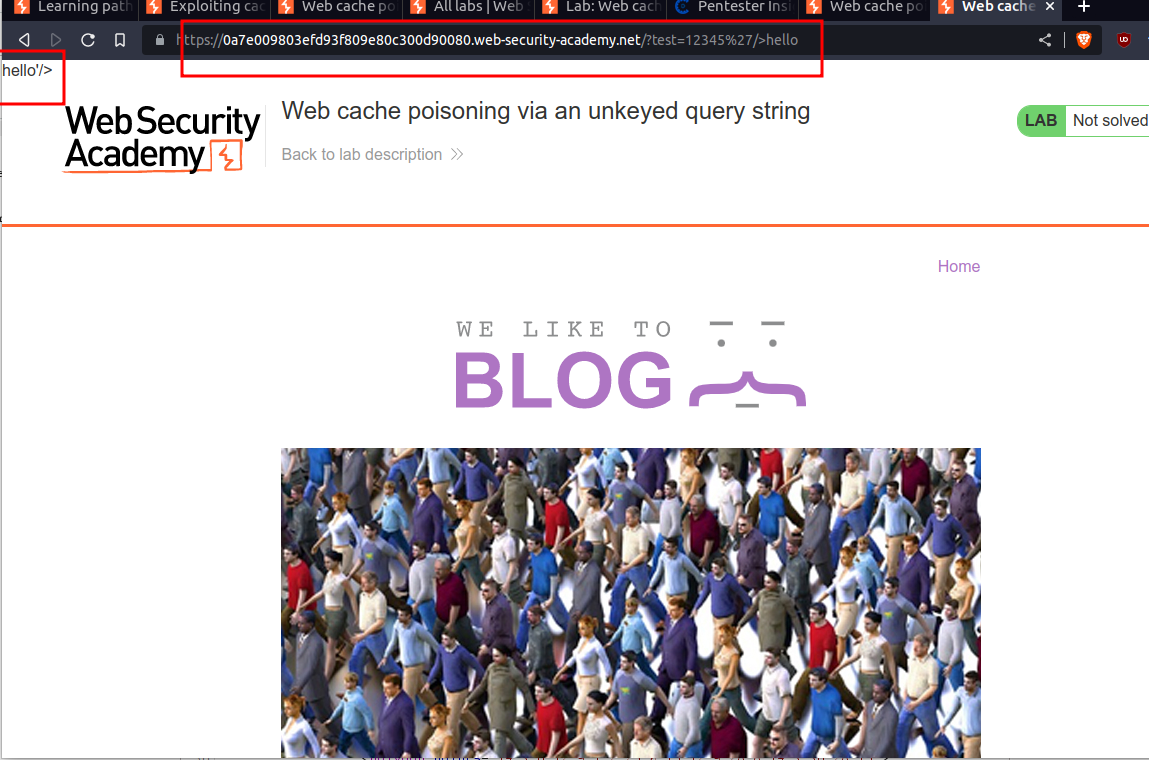 Learning path
Exploiting cac
Web cache po
All labs | Web
Lab: Web cach
Pentester Insi
Web cache po
Web cache
https://0a7e009803efd93f809e80c300d90080.web-security-academy.net/?test=12345%27/>hello
hello'/>
Web Security
Academy
Web cache poisoning via an unkeyed query string
Back to lab description
LAB
Not solved
Home
WE LIKE TO
BLOG